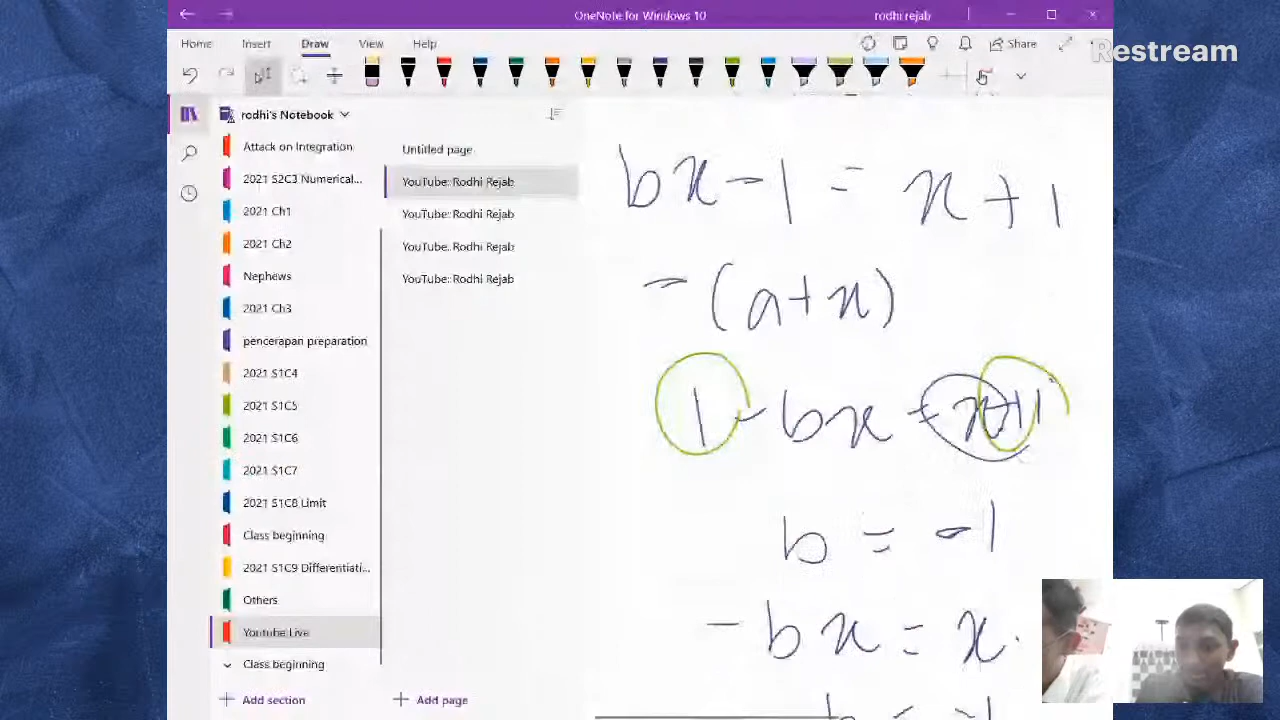 OneNote for Windows 10
rodhi rejab
Restream
Home Insert Draw View Help Share
rodhi's Notebook
Attack on Integration
2021 S2C3 Numerical...
2021 Ch1
2021 Ch2
Nephews
2021 Ch3
pencerapan preparation
2021 S1C4
2021 S1C5
2021 S1C6
2021 S1C7
2021 S1C8 Limit
Class beginning
2021 S1C9 Differentiati...
Others
Youtube Live
Class beginning
Add section
Untitled page
YouTube: Rodhi Rejab
YouTube: Rodhi Rejab
YouTube: Rodhi Rejab
YouTube: Rodhi Rejab
Add page
bx - 1 = x + 1
- (a + x)
1 - bx = x + 1
b = -1
- bx = x
b = -1